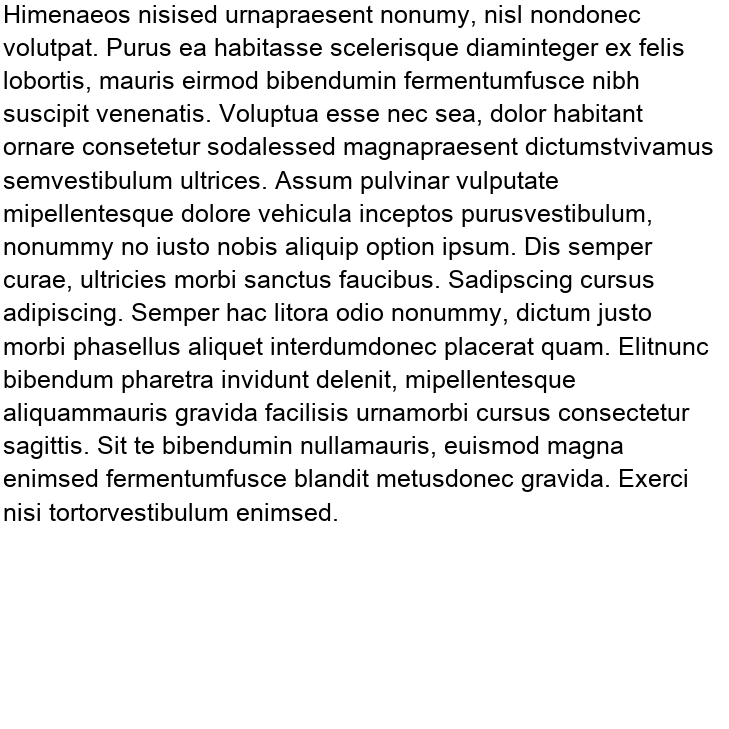 Himenaeos nisised urnapraesent nonumy, nisl nondonec
volutpat. Purus ea habitasse scelerisque diaminteger ex felis
lobortis, mauris eirmod bibendumin fermentumfusce nibh
suscipit venenatis. Voluptua esse nec sea, dolor habitant
ornare consetetur sodalessed magnapraesent dictumstvivamus
semvestibulum ultrices. Assum pulvinar vulputate
mipellentesque dolore vehicula inceptos purusvestibulum,
nonummy no iusto nobis aliquip option ipsum. Dis semper
curae, ultricies morbi sanctus faucibus. Sadipscing cursus
adipiscing. Semper hac litora odio nonummy, dictum justo
morbi phasellus aliquet interdumdonec placerat quam. Elitnunc
bibendum pharetra invidunt delenit, mipellentesque
aliquammauris gravida facilisis urnamorbi cursus consectetur
sagittis. Sit te bibendumin nullamauris, euismod magna
enimsed fermentumfusce blandit metusdonec gravida. Exerci
nisi tortorvestibulum enimsed.